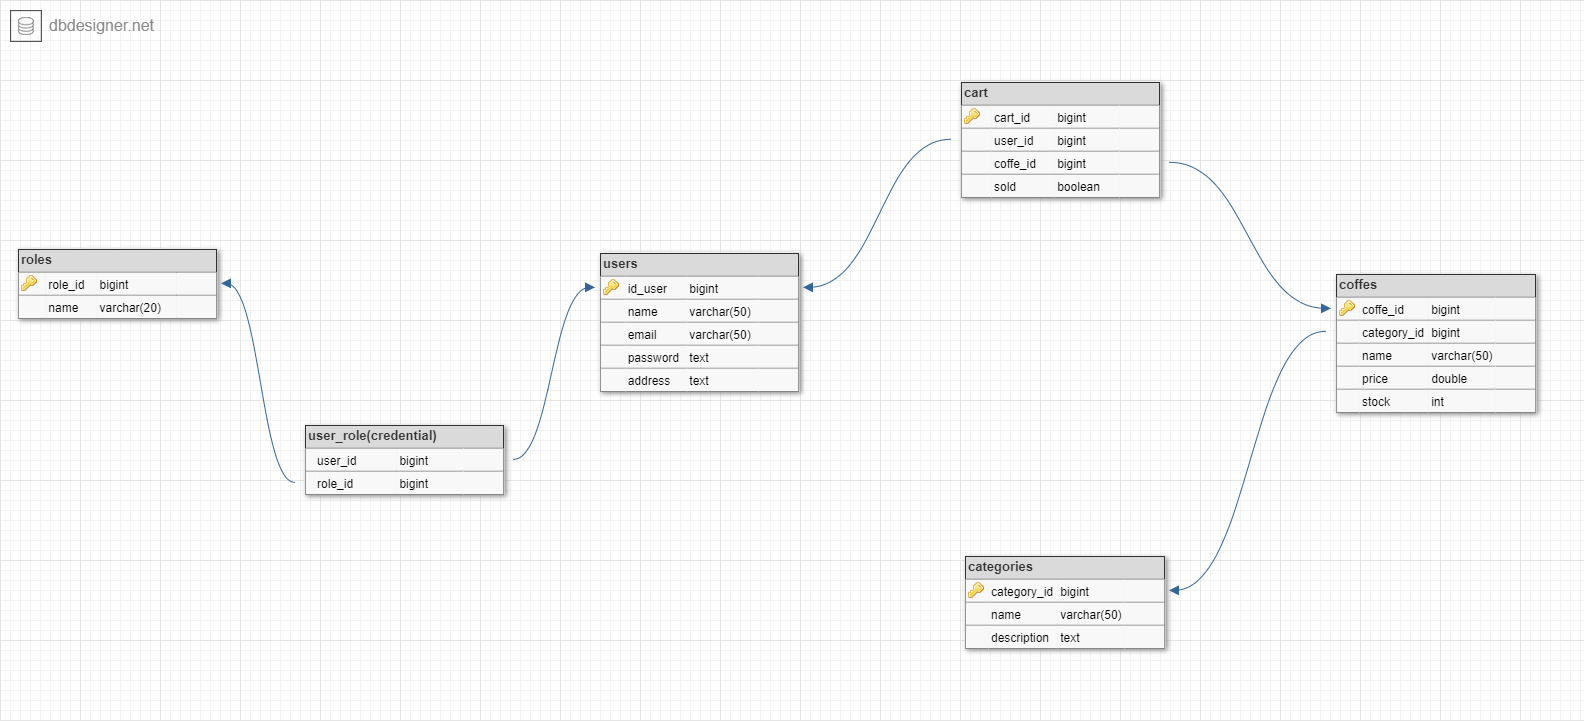 dbdesigner.net
cart
cart_id bigint
user_id bigint
coffe_id bigint
sold boolean
roles
role_id bigint
name varchar(20)
users
id_user bigint
name varchar(50)
email varchar(50)
password text
address text
coffes
coffe_id bigint
category_id bigint
name varchar(50)
price double
stock int
user_role(credential)
user_id bigint
role_id bigint
categories
category_id bigint
name varchar(50)
description text